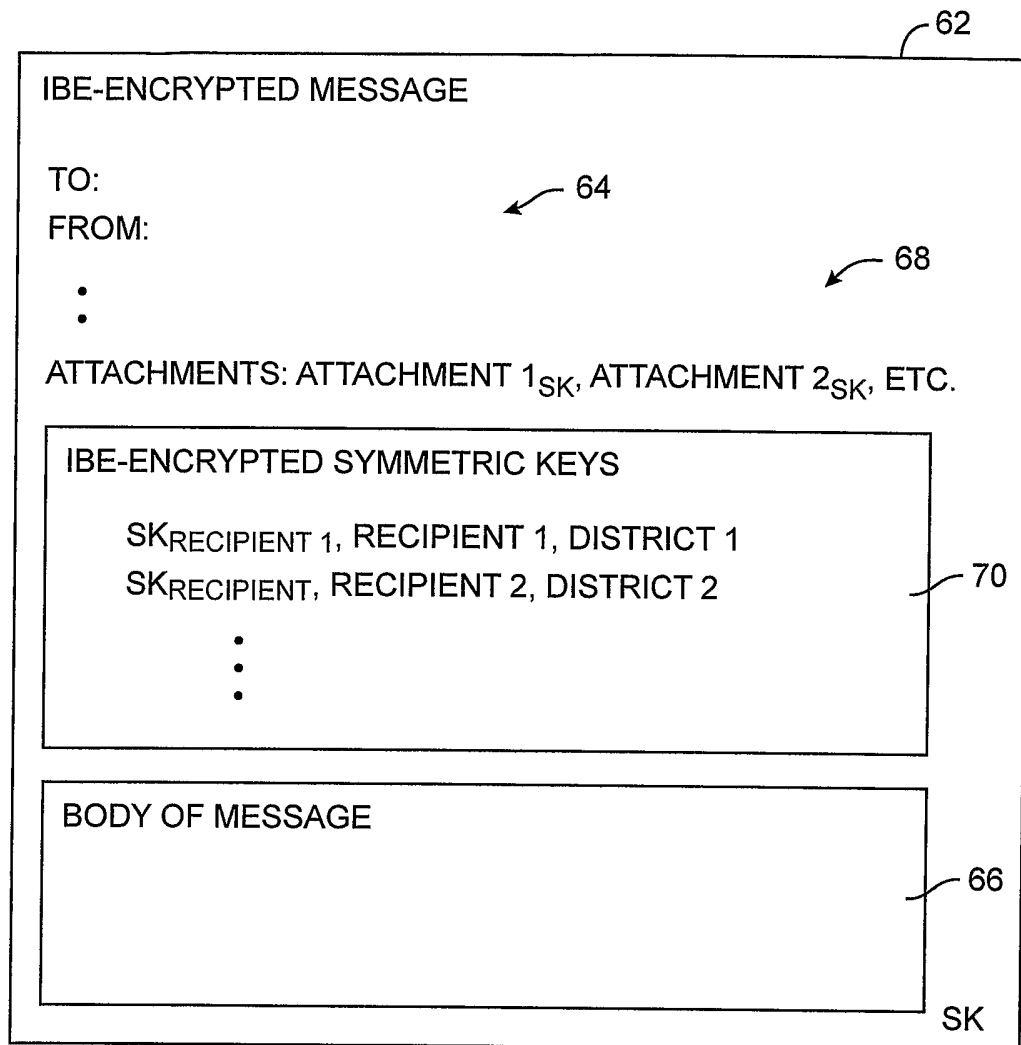 62
IBE-ENCRYPTED MESSAGE
TO:
64
FROM:
68
ATTACHMENTS: ATTACHMENT 1SK, ATTACHMENT 2SK, ETC.
IBE-ENCRYPTED SYMMETRIC KEYS
SKRECIPIENT 1, RECIPIENT 1, DISTRICT 1
SKRECIPIENT, RECIPIENT 2, DISTRICT 2
70
BODY OF MESSAGE
66
SK